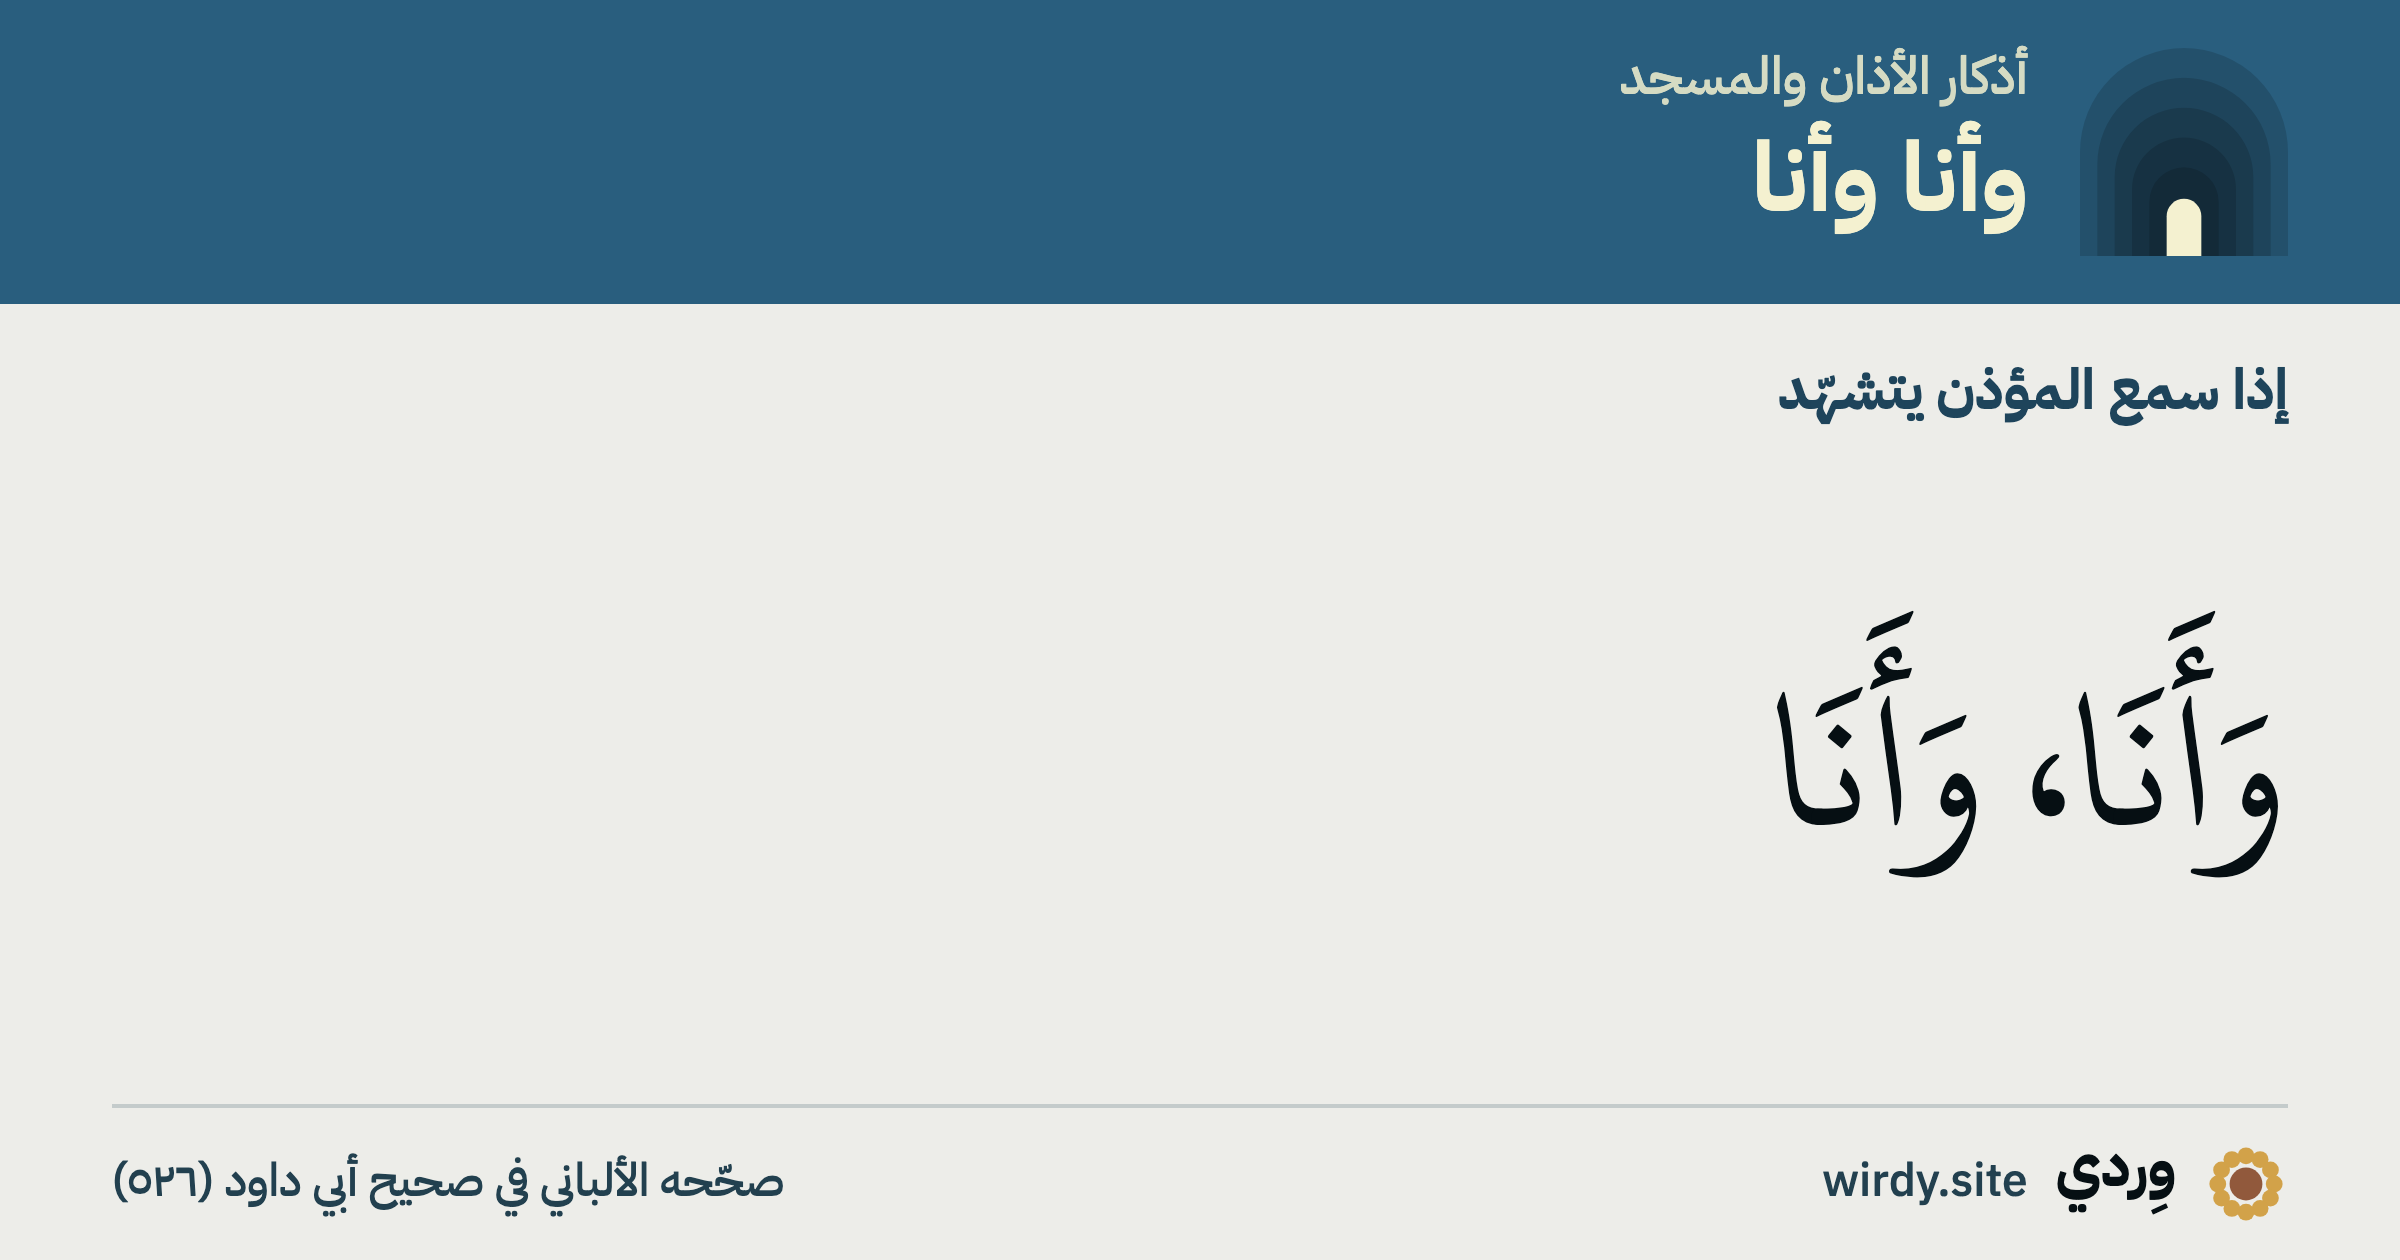 أذكار الأذان والمسجد
وأنا وأنا
إذا سمع المؤذن يتشهّد
وَأَنَا، وَأَنَا
وِردي wirdy.site
صحّحه الألباني في صحيح أبي داود (٥٢٦)